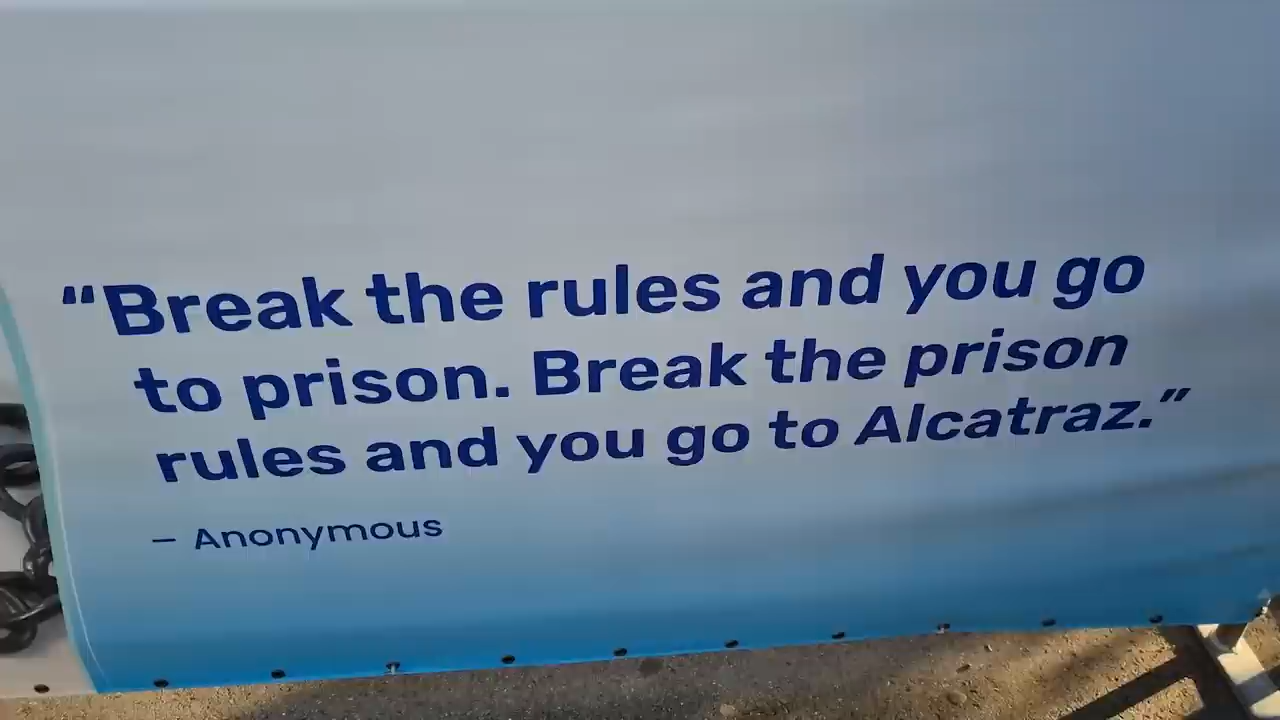 “Break the rules and you go
to prison. Break the prison
rules and you go to Alcatraz.”
– Anonymous